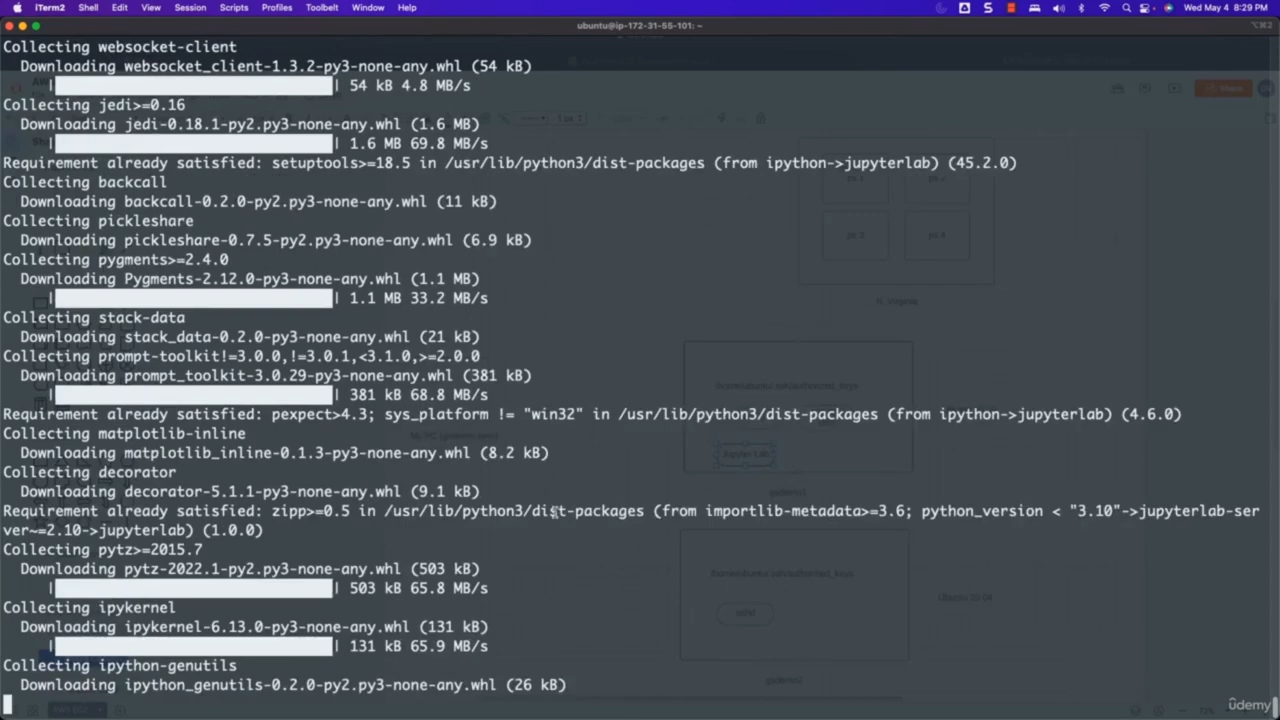 iTerm2 Shell Edit View Session Scripts Profiles Toolbelt Window Help Wed May 4 8:29 PM
ubuntu@ip-172-31-55-101: ~ ⌥⌘2
Collecting websocket-client
Downloading websocket_client-1.3.2-py3-none-any.whl (54 kB)
| | 54 kB 4.8 MB/s
Collecting jedi>=0.16
Downloading jedi-0.18.1-py2.py3-none-any.whl (1.6 MB)
| | 1.6 MB 69.8 MB/s
Requirement already satisfied: setuptools>=18.5 in /usr/lib/python3/dist-packages (from ipython->jupyterlab) (45.2.0)
Collecting backcall
Downloading backcall-0.2.0-py2.py3-none-any.whl (11 kB)
Collecting pickleshare
Downloading pickleshare-0.7.5-py2.py3-none-any.whl (6.9 kB)
Collecting pygments>=2.4.0
Downloading Pygments-2.12.0-py3-none-any.whl (1.1 MB)
| | 1.1 MB 33.2 MB/s
Collecting stack-data
Downloading stack_data-0.2.0-py3-none-any.whl (21 kB)
Collecting prompt-toolkit!=3.0.0,!=3.0.1,<3.1.0,>=2.0.0
Downloading prompt_toolkit-3.0.29-py3-none-any.whl (381 kB)
| | 381 kB 68.8 MB/s
Requirement already satisfied: pexpect>4.3; sys_platform != "win32" in /usr/lib/python3/dist-packages (from ipython->jupyterlab) (4.6.0)
Collecting matplotlib-inline
Downloading matplotlib_inline-0.1.3-py3-none-any.whl (8.2 kB)
Collecting decorator
Downloading decorator-5.1.1-py3-none-any.whl (9.1 kB)
Requirement already satisfied: zipp>=0.5 in /usr/lib/python3/dist-packages (from importlib-metadata>=3.6; python_version < "3.10"->jupyterlab-ser
ver~=2.10->jupyterlab) (1.0.0)
Collecting pytz>=2015.7
Downloading pytz-2022.1-py2.py3-none-any.whl (503 kB)
| | 503 kB 65.8 MB/s
Collecting ipykernel
Downloading ipykernel-6.13.0-py3-none-any.whl (131 kB)
| | 131 kB 65.9 MB/s
Collecting ipython-genutils
Downloading ipython_genutils-0.2.0-py2.py3-none-any.whl (26 kB)
Share
N. Virginia
Jupyter Lab
Ubuntu 20.04
udemy